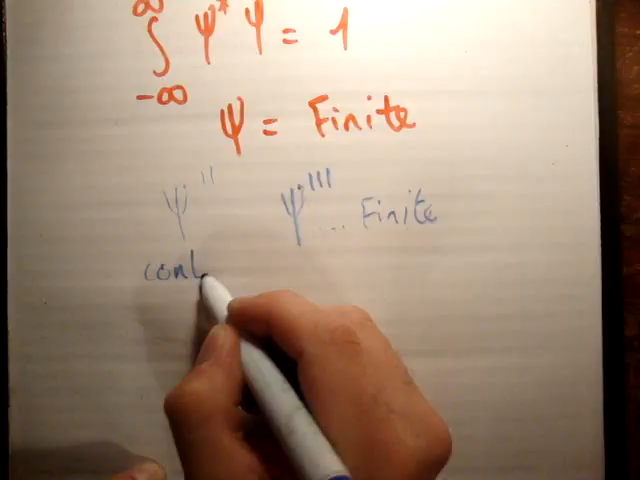 ∞
∫ ψ* ψ = 1
-∞
ψ = Finite
ψ'' ψ''' ... Finite
cont